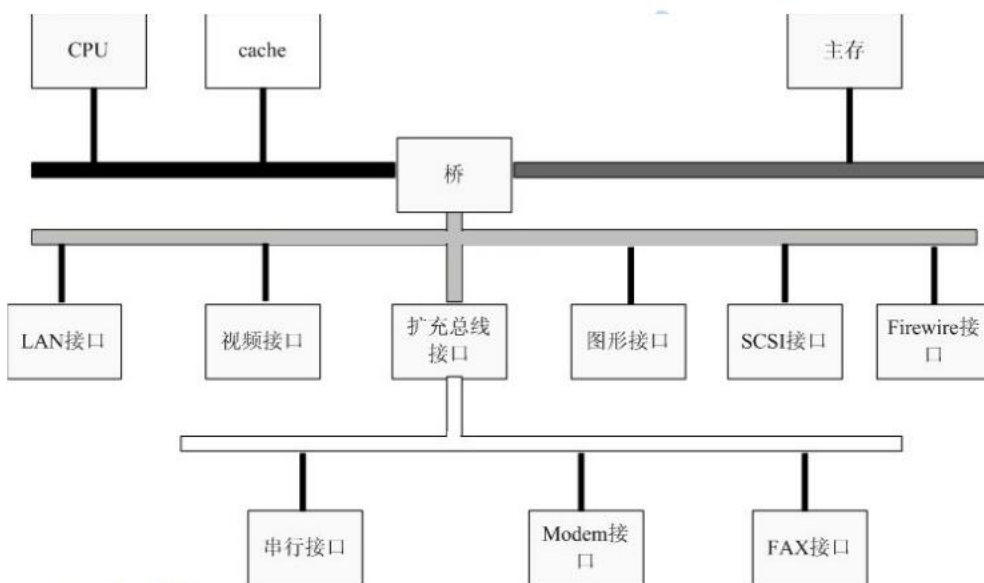 CPU
cache
主存
桥
LAN接口
视频接口
扩充总线
接口
图形接口
SCSI接口
Firewire接
口
串行接口
Modem接
口
FAX接口